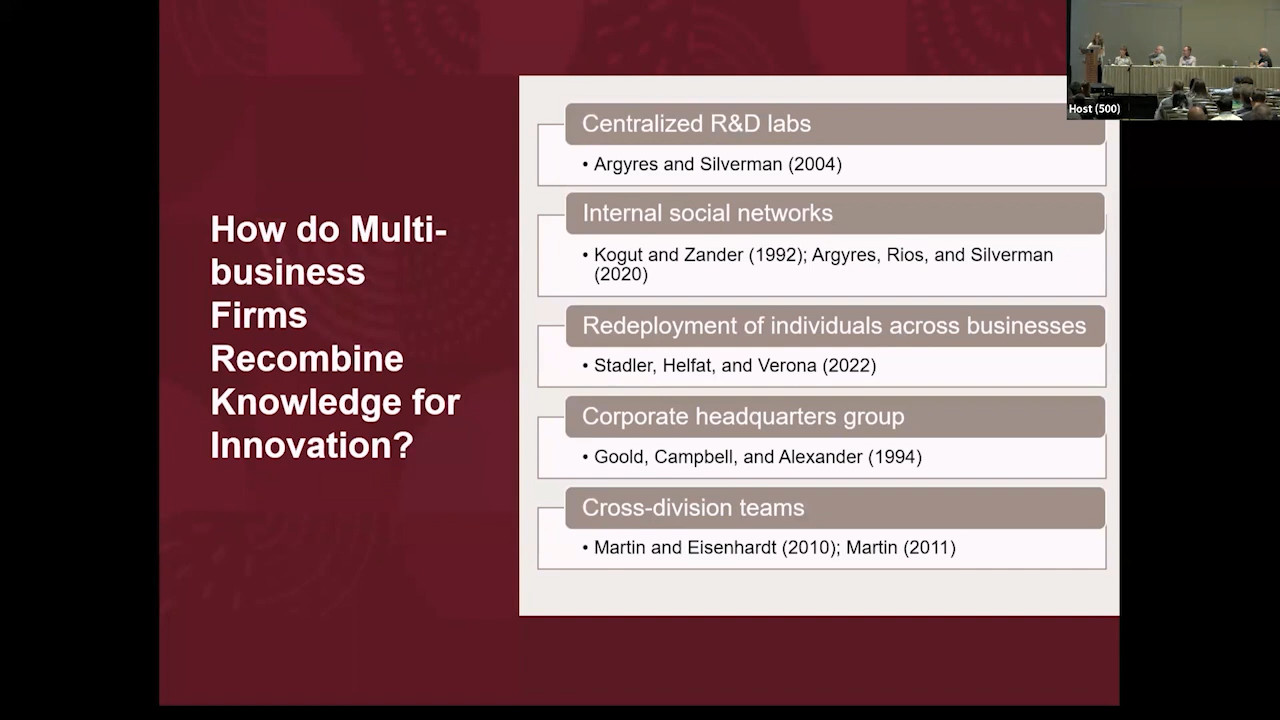 How do Multi-
business
Firms
Recombine
Knowledge for
Innovation?
Centralized R&D labs
• Argyres and Silverman (2004)
Internal social networks
• Kogut and Zander (1992); Argyres, Rios, and Silverman
(2020)
Redeployment of individuals across businesses
• Stadler, Helfat, and Verona (2022)
Corporate headquarters group
• Goold, Campbell, and Alexander (1994)
Cross-division teams
• Martin and Eisenhardt (2010); Martin (2011)
Host (500)